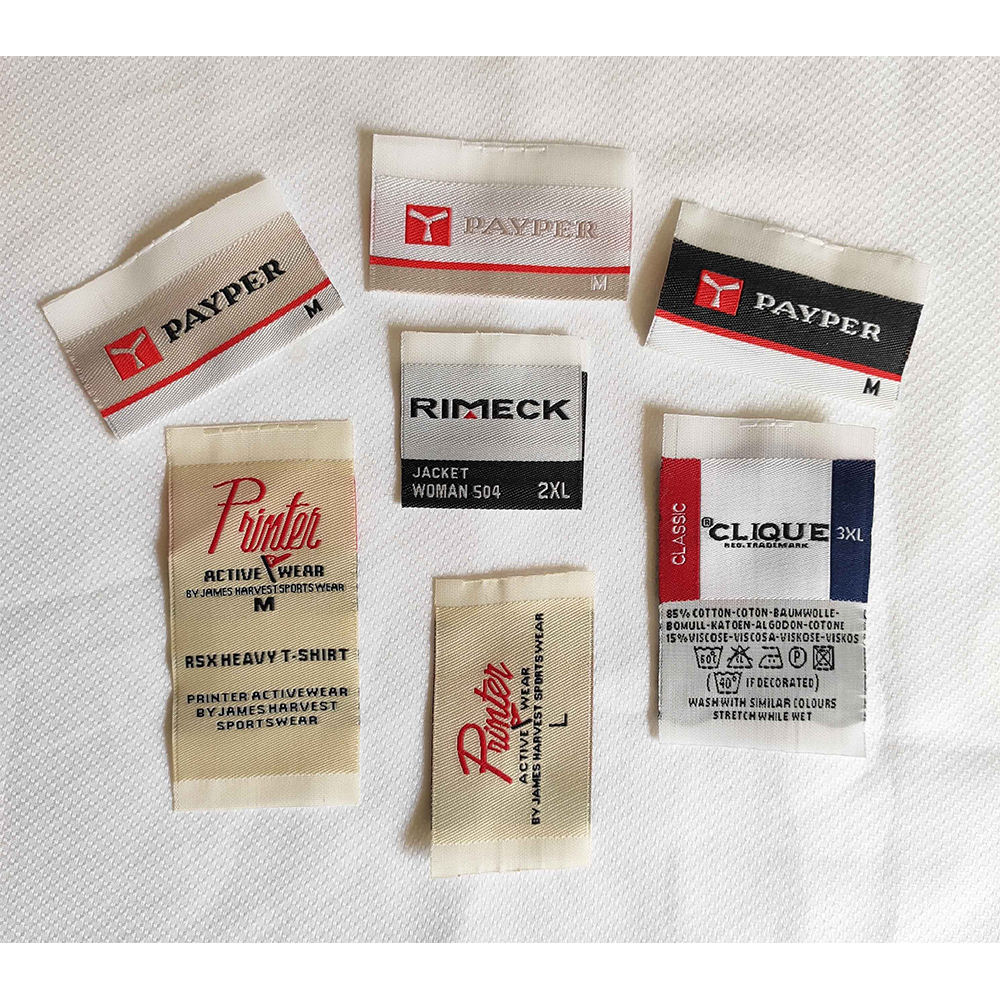 PAYPER
M
PAYPER
M
PAYPER
M
RIMECK
JACKET
WOMAN 504 2XL
Printer
ACTIVE WEAR
BY JAMES HARVEST SPORTSWEAR
M
RSX HEAVY T-SHIRT
PRINTER ACTIVEWEAR
BY JAMES HARVEST
SPORTSWEAR
Printer
ACTIVE WEAR
BY JAMES HARVEST SPORTSWEAR
L
CLASSIC
®CLIQUE
REG. TRADEMARK
3XL
85% COTTON-COTON-BAUMWOLLE-
BOMULL-KATOEN-ALGODON-COTONE
15% VISCOSE-VISCOSA-VISKOSE-VISKOS
60° CL P
(40° IF DECORATED)
WASH WITH SIMILAR COLOURS
STRETCH WHILE WET